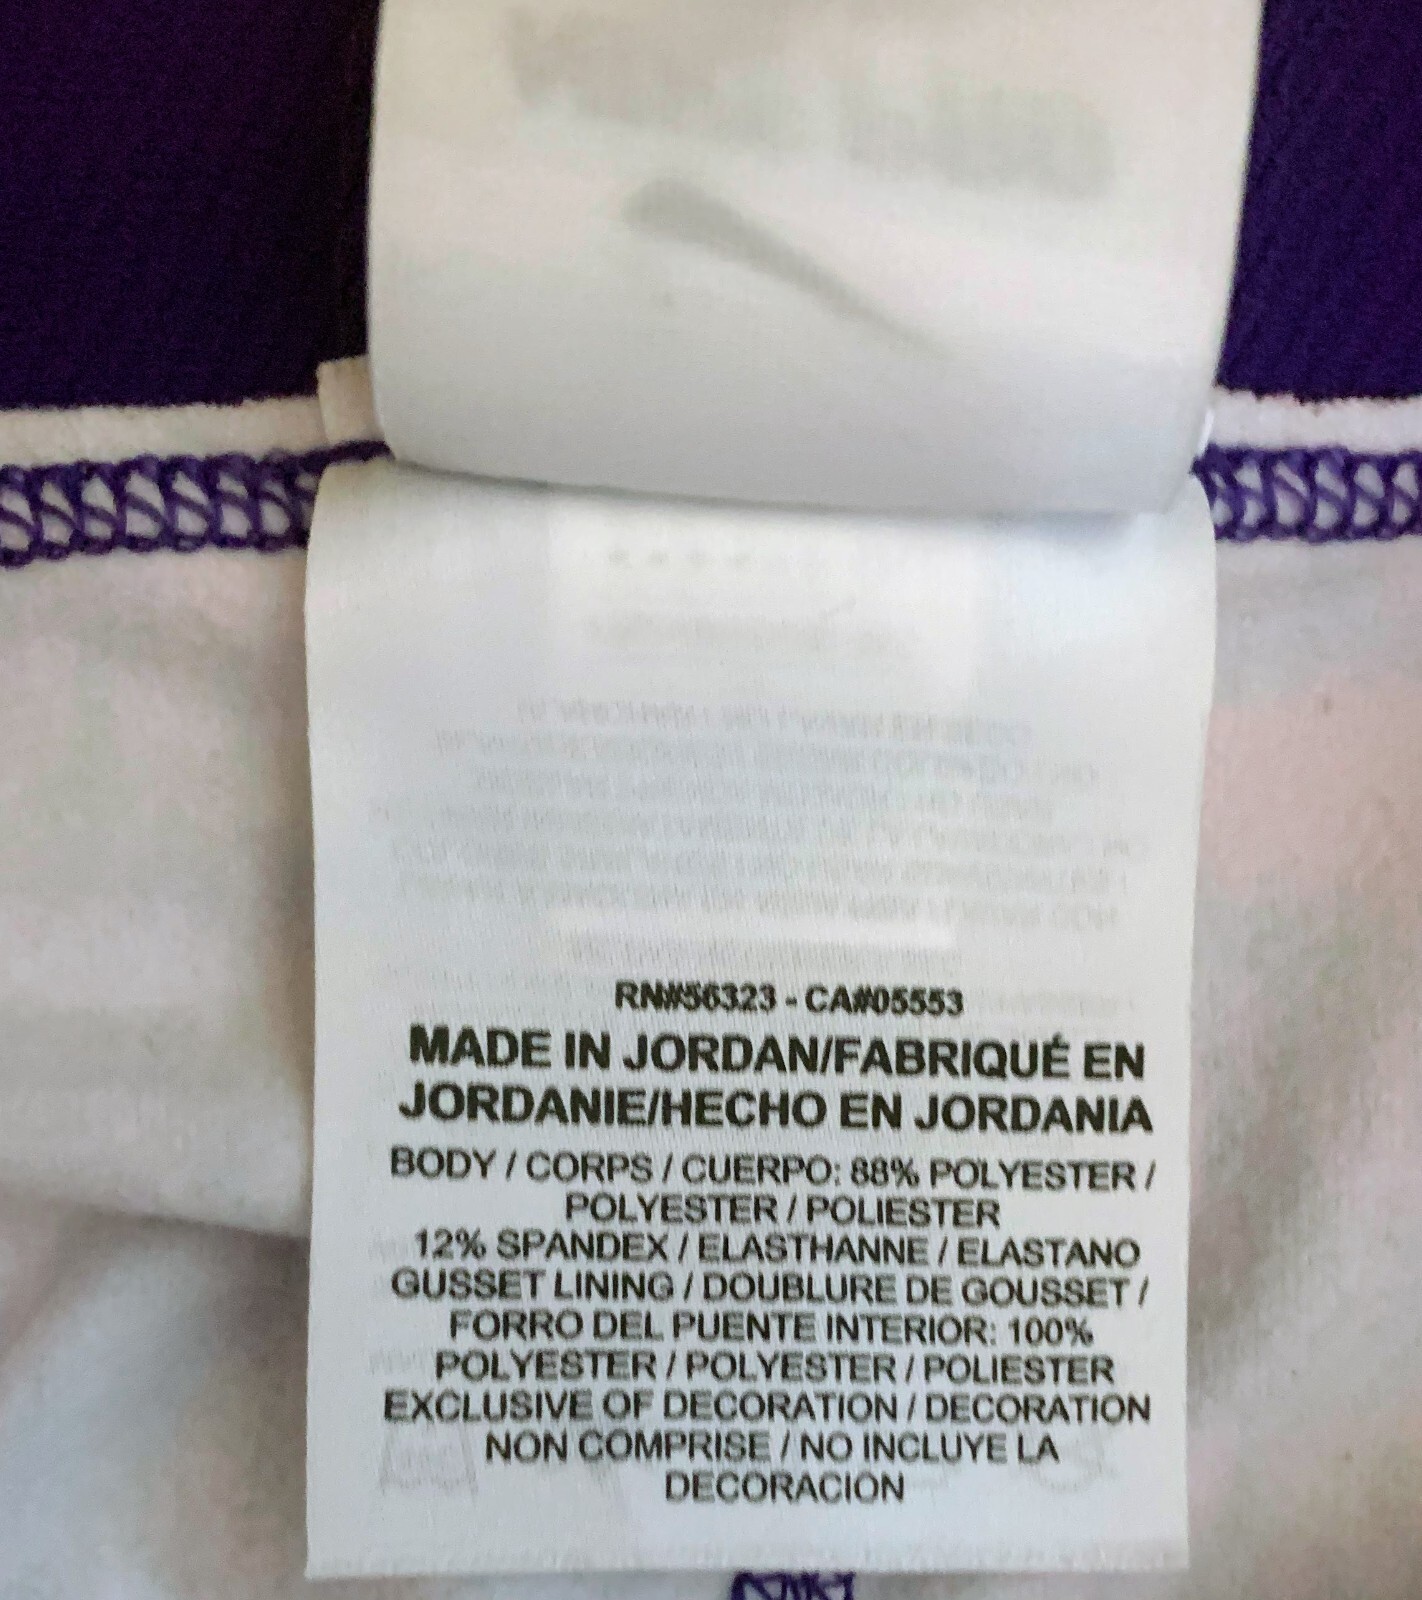 RN#56323 - CA#05553
MADE IN JORDAN/FABRIQUÉ EN
JORDANIE/HECHO EN JORDANIA
BODY / CORPS / CUERPO: 88% POLYESTER /
POLYESTER / POLIESTER
12% SPANDEX / ELASTHANNE / ELASTANO
GUSSET LINING / DOUBLURE DE GOUSSET /
FORRO DEL PUENTE INTERIOR: 100%
POLYESTER / POLYESTER / POLIESTER
EXCLUSIVE OF DECORATION / DECORATION
NON COMPRISE / NO INCLUYE LA
DECORACION